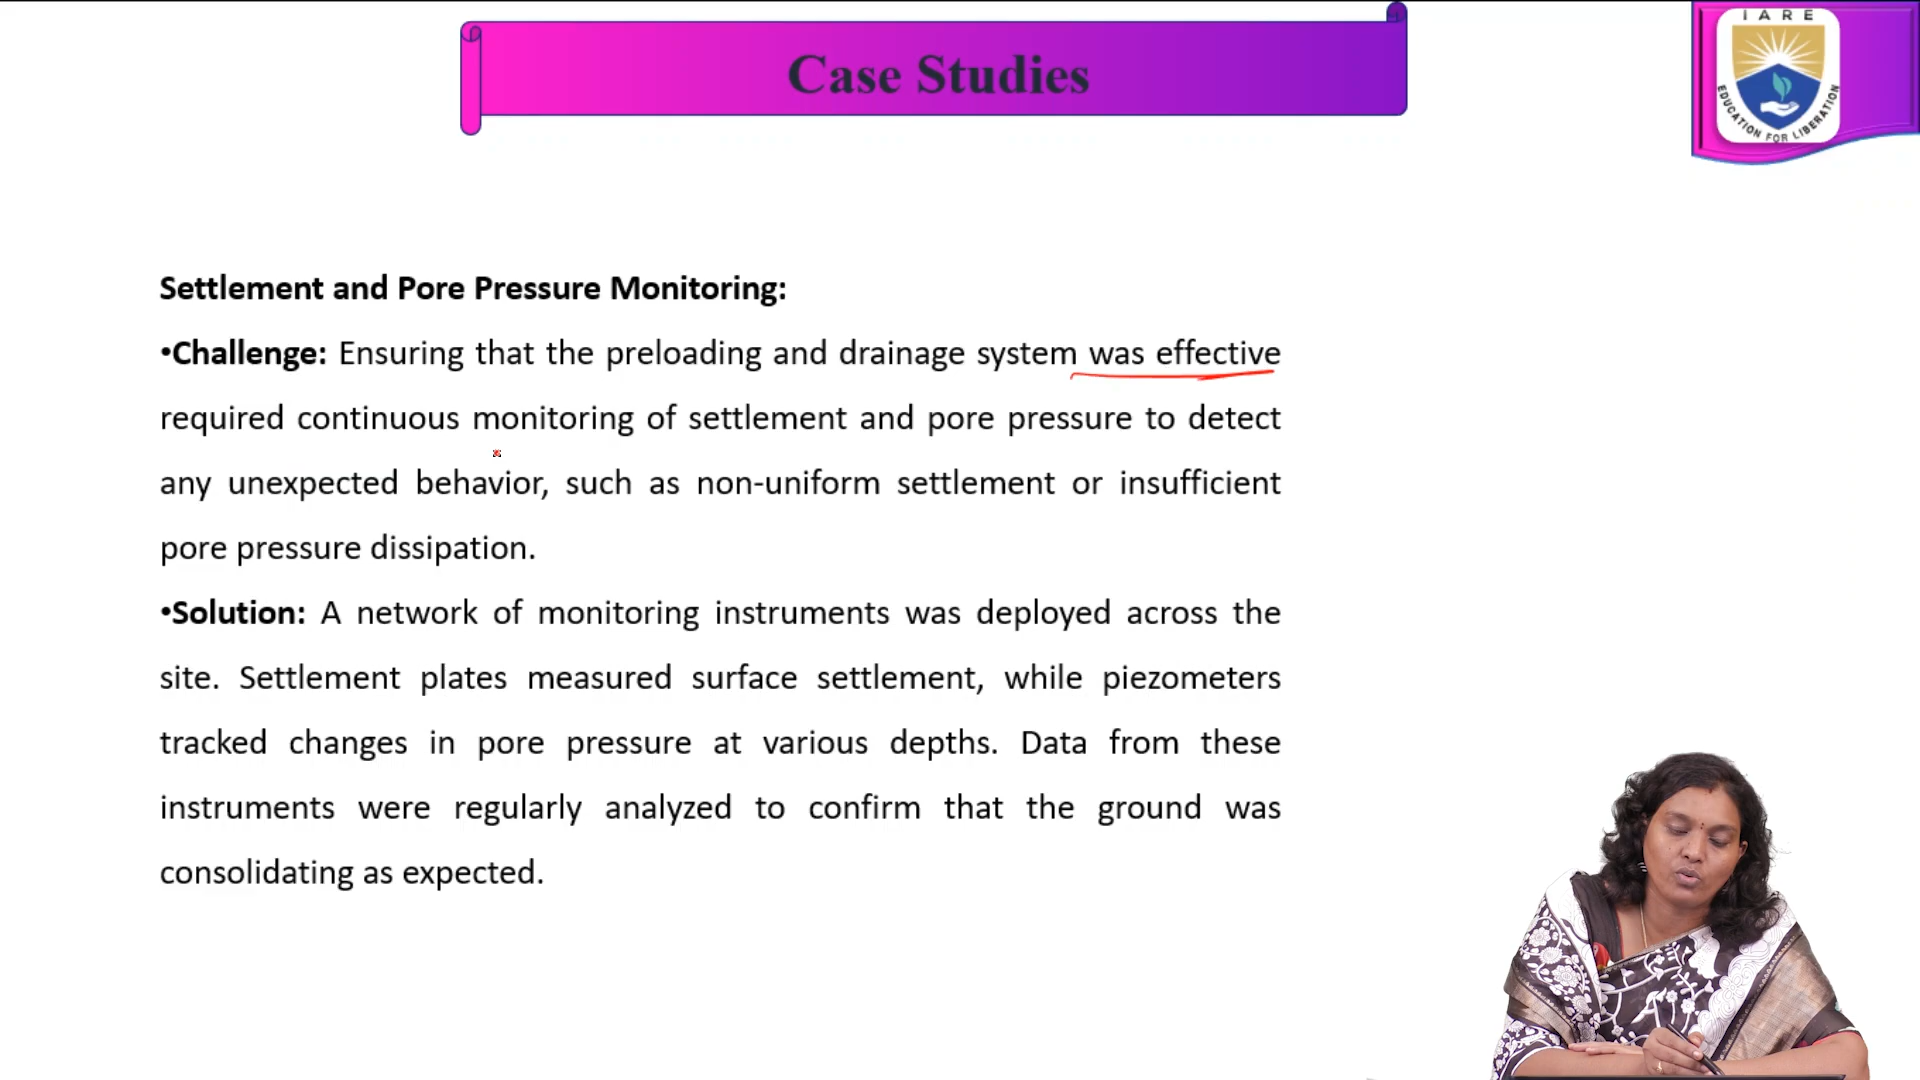 Case Studies
IARE
EDUCATION FOR LIBERATION
Settlement and Pore Pressure Monitoring:
•Challenge: Ensuring that the preloading and drainage system was effective
required continuous monitoring of settlement and pore pressure to detect
any unexpected behavior, such as non-uniform settlement or insufficient
pore pressure dissipation.
•Solution: A network of monitoring instruments was deployed across the
site. Settlement plates measured surface settlement, while piezometers
tracked changes in pore pressure at various depths. Data from these
instruments were regularly analyzed to confirm that the ground was
consolidating as expected.